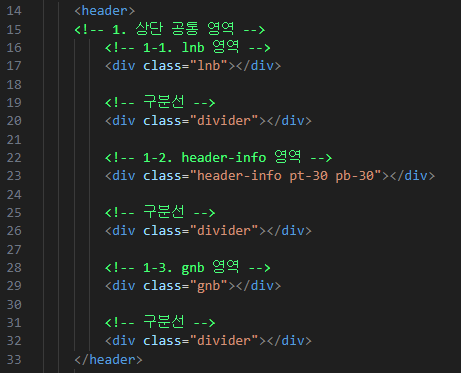 14 <header>
15 <!-- 1. 상단 공통 영역 -->
16 <!-- 1-1. lnb 영역 -->
17 <div class="lnb"></div>
18
19 <!-- 구분선 -->
20 <div class="divider"></div>
21
22 <!-- 1-2. header-info 영역 -->
23 <div class="header-info pt-30 pb-30"></div>
24
25 <!-- 구분선 -->
26 <div class="divider"></div>
27
28 <!-- 1-3. gnb 영역 -->
29 <div class="gnb"></div>
30
31 <!-- 구분선 -->
32 <div class="divider"></div>
33 </header>